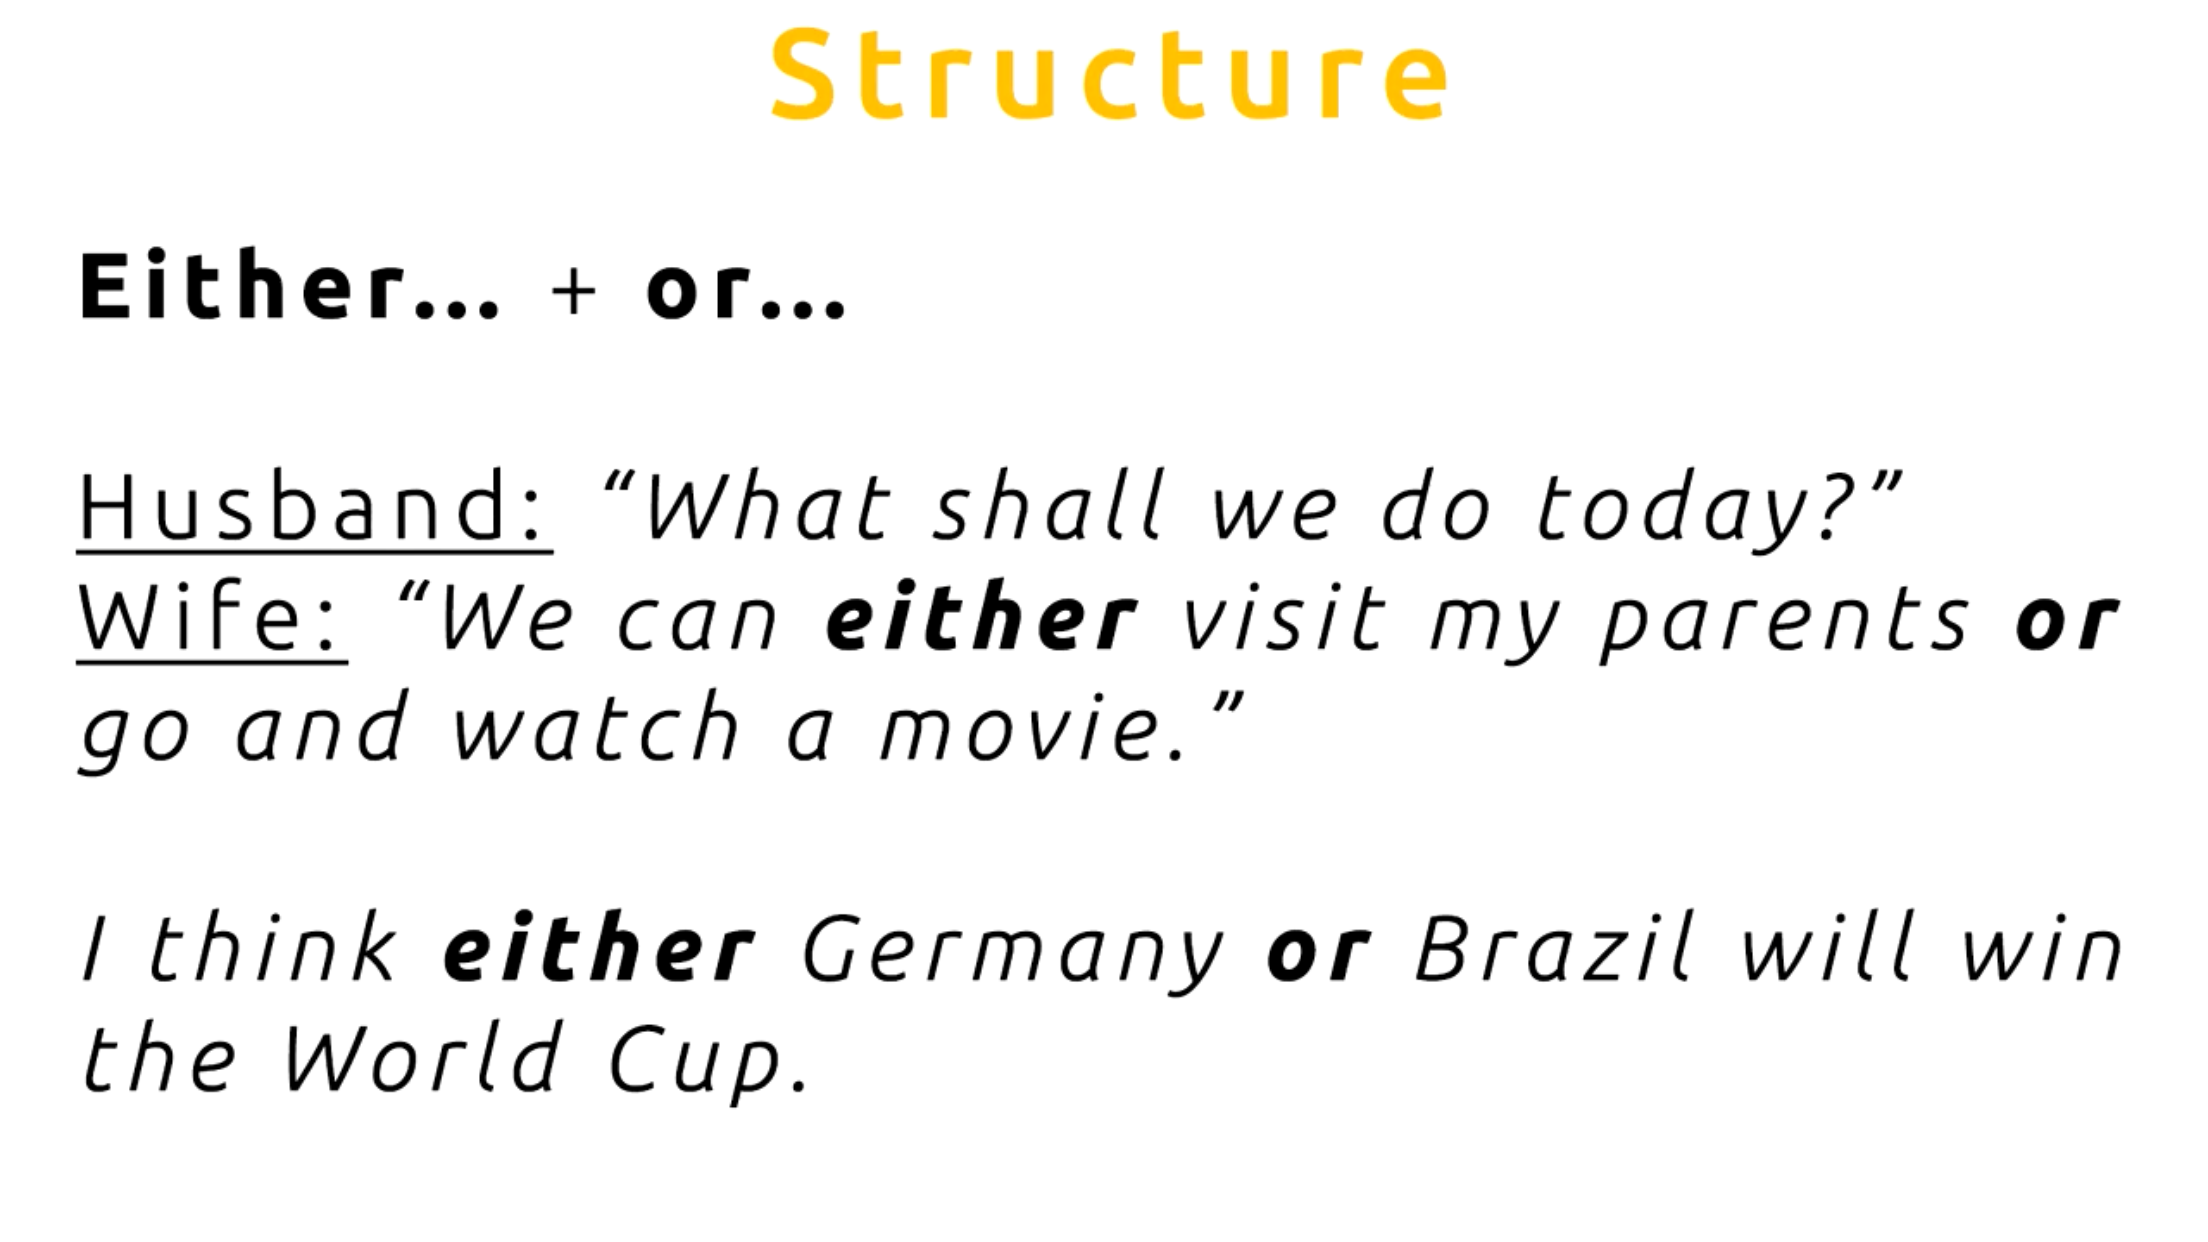 Structure
Either... + or...
Husband: “What shall we do today?”
Wife: “We can either visit my parents or
go and watch a movie.”
I think either Germany or Brazil will win
the World Cup.